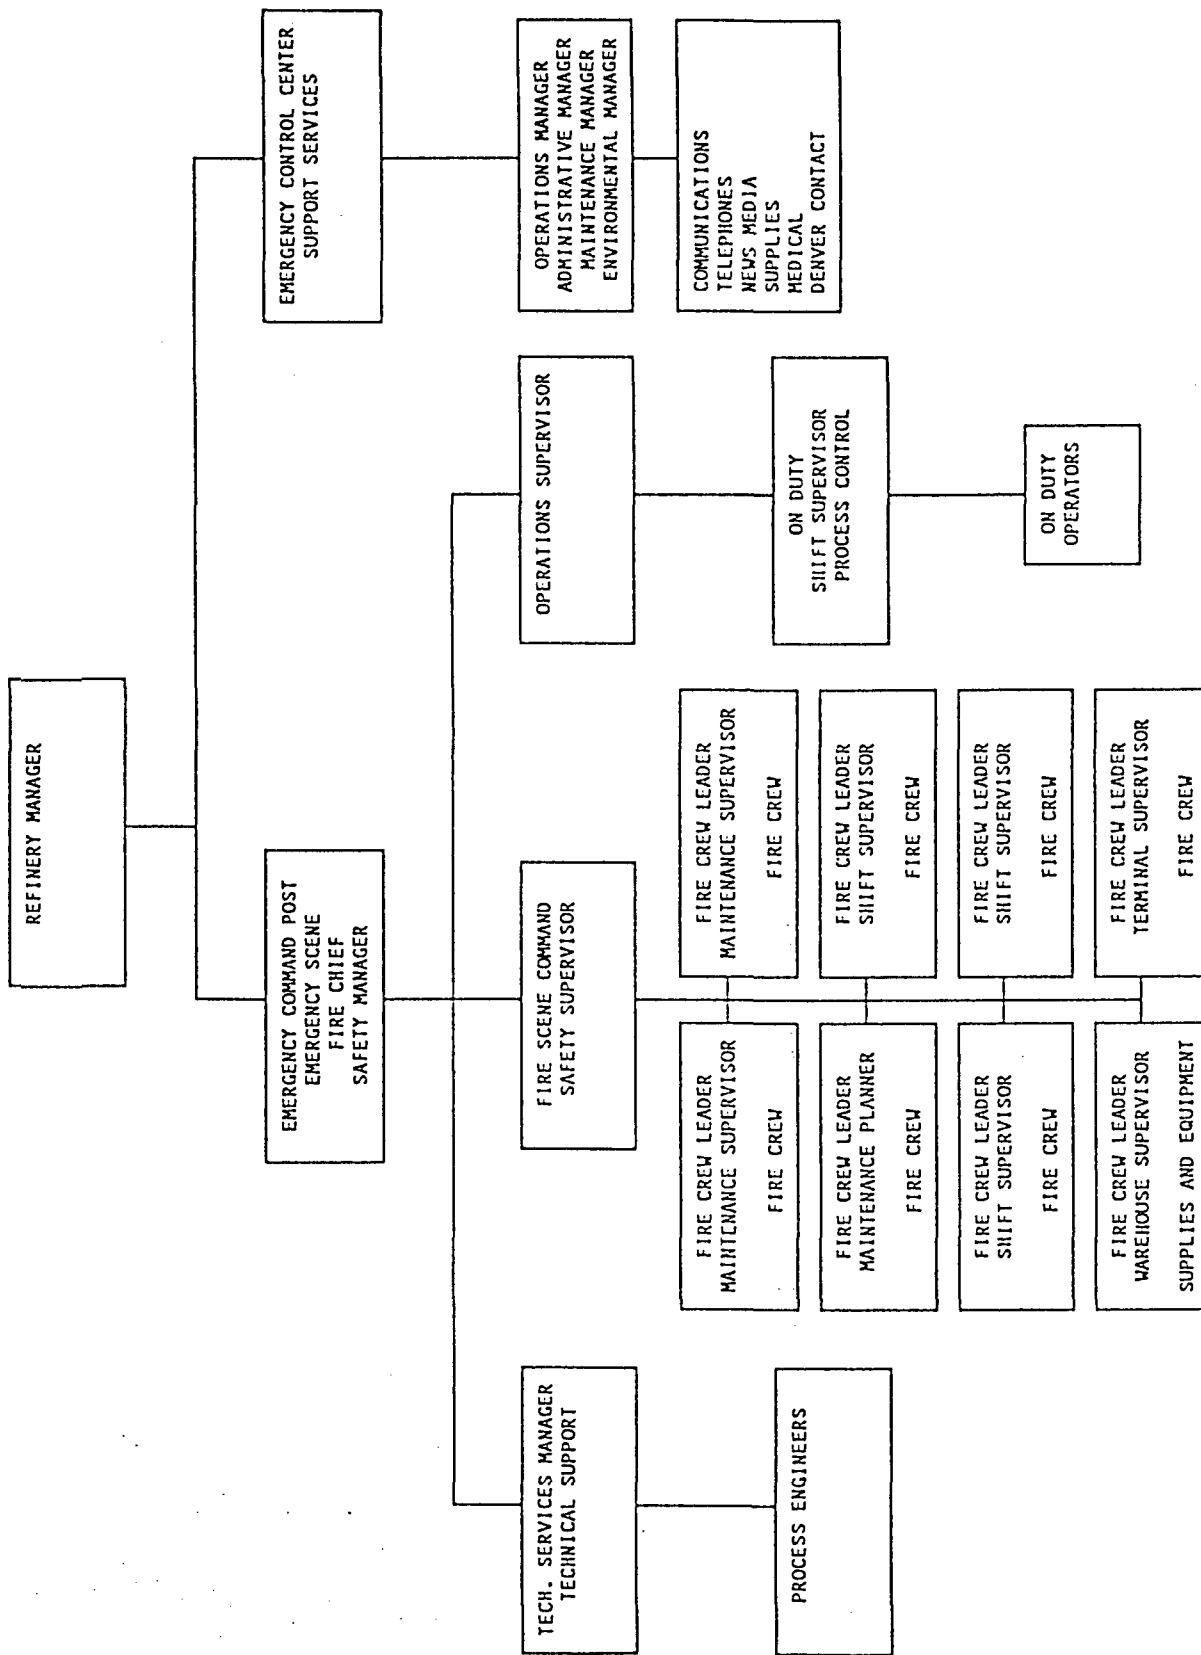 REFINERY MANAGER
EMERGENCY COMMAND POST
EMERGENCY SCENE
FIRE CHIEF
SAFETY MANAGER
EMERGENCY CONTROL CENTER
SUPPORT SERVICES
TECH. SERVICES MANAGER
TECHNICAL SUPPORT
FIRE SCENE COMMAND
SAFETY SUPERVISOR
OPERATIONS SUPERVISOR
OPERATIONS MANAGER
ADMINISTRATIVE MANAGER
MAINTENANCE MANAGER
ENVIRONMENTAL MANAGER
PROCESS ENGINEERS
FIRE CREW LEADER
MAINTENANCE SUPERVISOR
FIRE CREW
FIRE CREW LEADER
MAINTENANCE SUPERVISOR
FIRE CREW
FIRE CREW LEADER
MAINTENANCE PLANNER
FIRE CREW
FIRE CREW LEADER
SHIFT SUPERVISOR
FIRE CREW
FIRE CREW LEADER
SHIFT SUPERVISOR
FIRE CREW
FIRE CREW LEADER
SHIFT SUPERVISOR
FIRE CREW
FIRE CREW LEADER
WAREHOUSE SUPERVISOR
SUPPLIES AND EQUIPMENT
FIRE CREW LEADER
TERMINAL SUPERVISOR
FIRE CREW
ON DUTY
SHIFT SUPERVISOR
PROCESS CONTROL
ON DUTY
OPERATORS
COMMUNICATIONS
TELEPHONES
NEWS MEDIA
SUPPLIES
MEDICAL
DENVER CONTACT